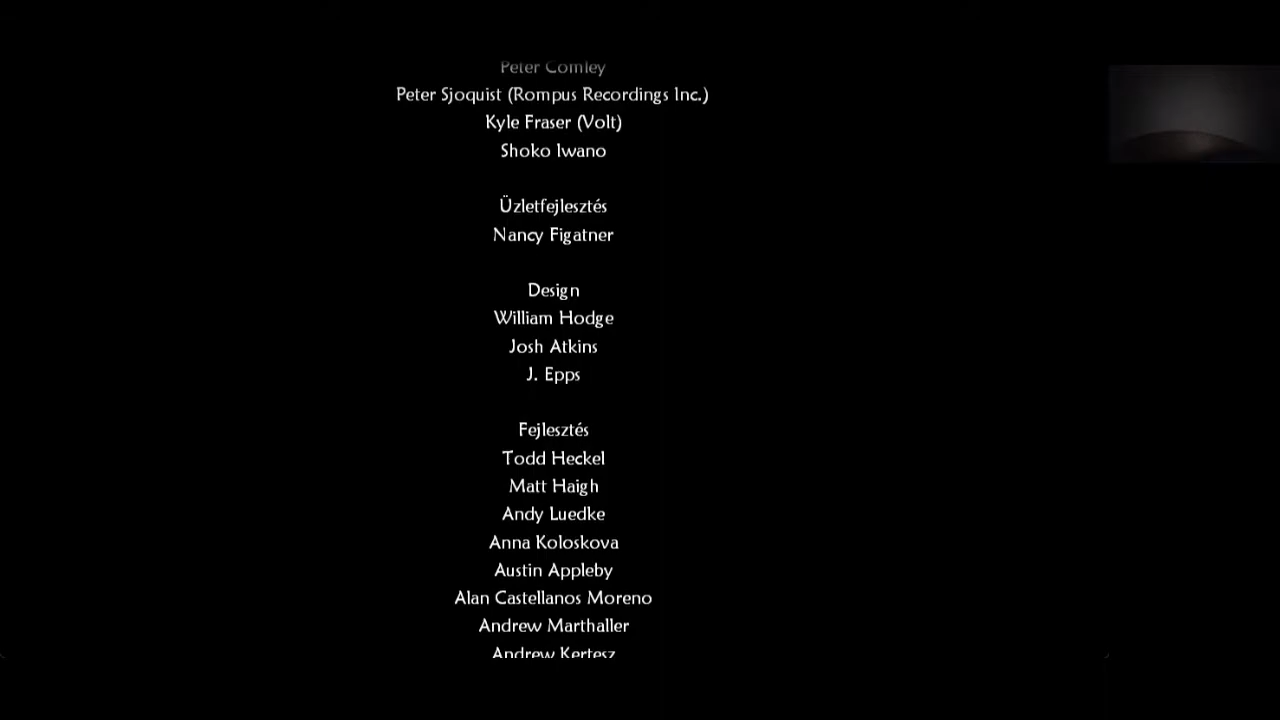 Peter Comley
Peter Sjoquist (Rompus Recordings Inc.)
Kyle Fraser (Volt)
Shoko Iwano
Üzletfejlesztés
Nancy Figatner
Design
William Hodge
Josh Atkins
J. Epps
Fejlesztés
Todd Heckel
Matt Haigh
Andy Luedke
Anna Koloskova
Austin Appleby
Alan Castellanos Moreno
Andrew Marthaller
Andrew Kertesz